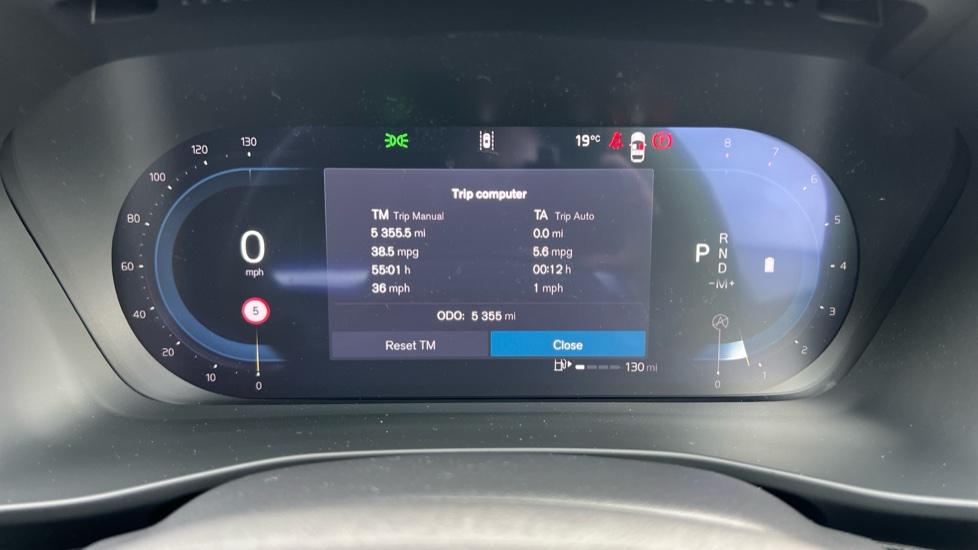 19°C
Trip computer
TM Trip Manual
TA Trip Auto
5 355.5 mi
0.0 mi
38.5 mpg
5.6 mpg
55:01 h
00:12 h
36 mph
1 mph
ODO: 5 355 mi
Reset TM
Close
130 mi
130
120
100
80
60
40
20
10
0
0
mph
5
P
R
N
D
-M+
A
8
7
6
5
4
3
2
1
0